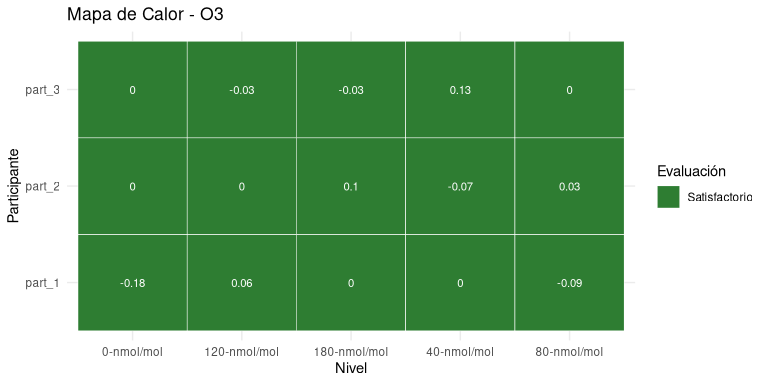 Mapa de Calor - O3
part_3
0 -0.03 -0.03 0.13 0
Participante
part_2
0 0 0.1 -0.07 0.03
part_1
-0.18 0.06 0 0 -0.09
0-nmol/mol 120-nmol/mol 180-nmol/mol 40-nmol/mol 80-nmol/mol
Nivel
Evaluación
Satisfactorio